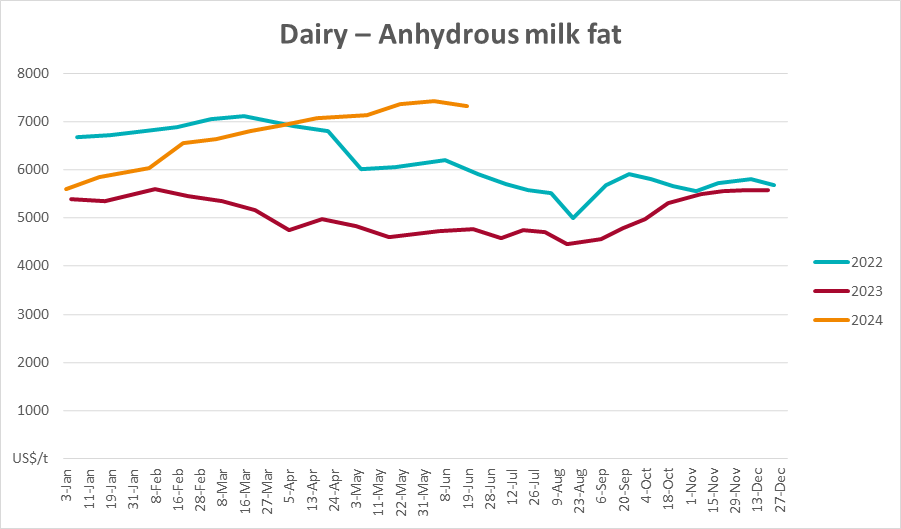 Dairy – Anhydrous milk fat
8000
7000
6000
5000
4000
3000
2000
1000
US$/t
3-Jan
11-Jan
19-Jan
31-Jan
8-Feb
16-Feb
28-Feb
8-Mar
16-Mar
27-Mar
5-Apr
14-Apr
24-Apr
3-May
11-May
22-May
31-May
8-Jun
19-Jun
28-Jun
12-Jul
26-Jul
9-Aug
23-Aug
6-Sep
20-Sep
4-Oct
18-Oct
1-Nov
15-Nov
29-Nov
13-Dec
27-Dec
2022
2023
2024